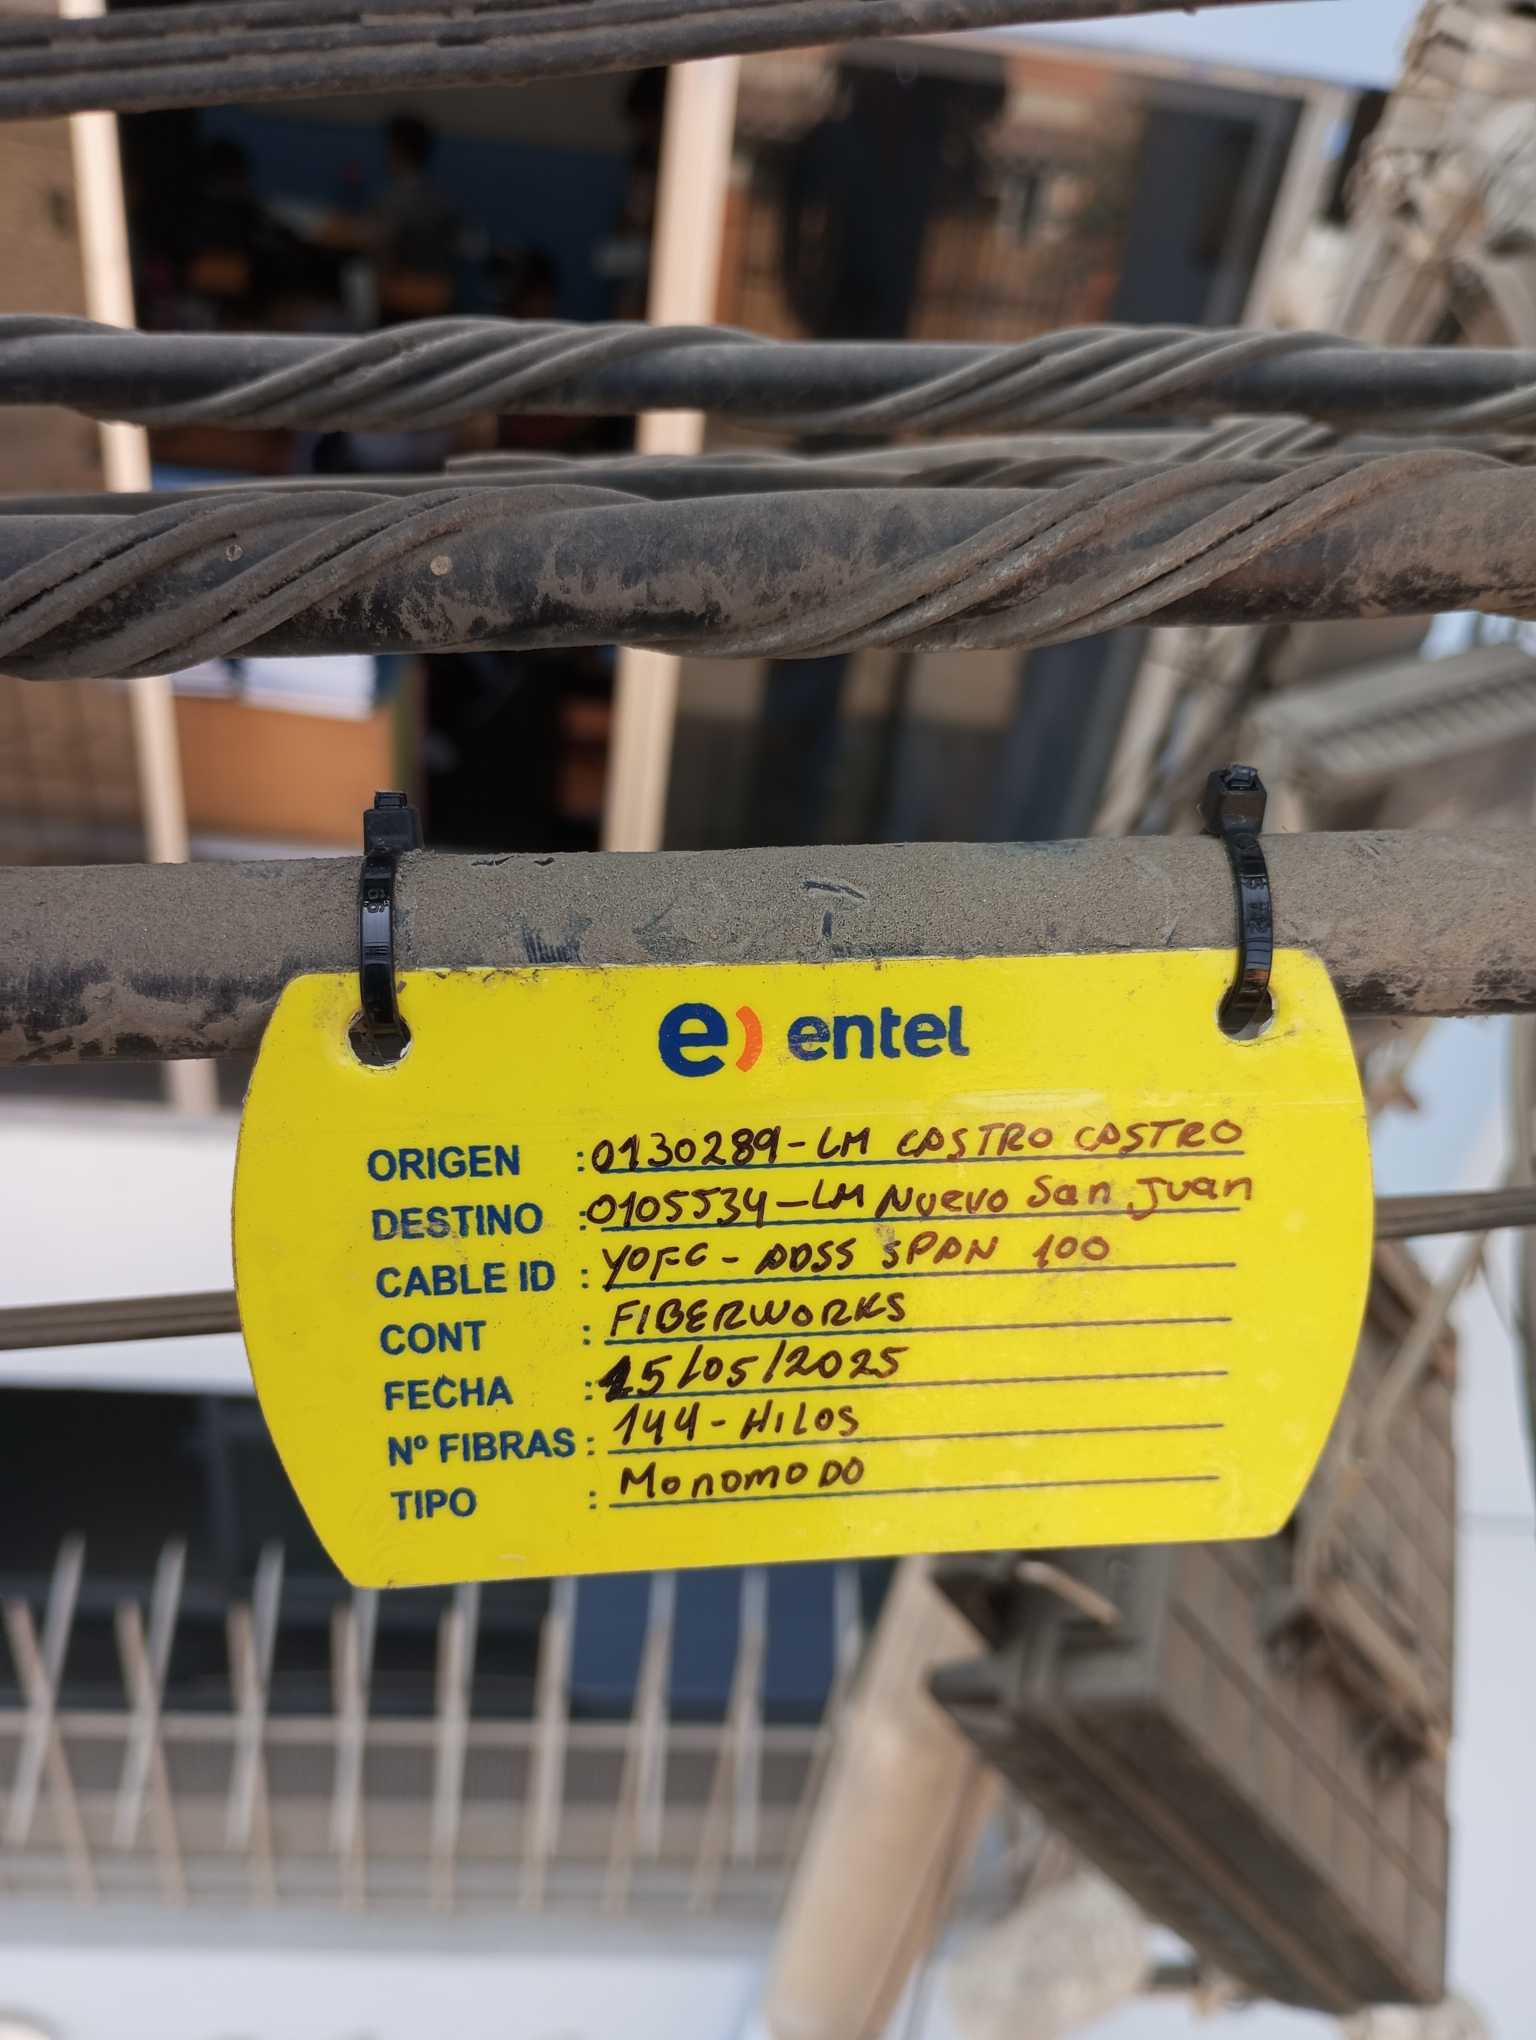 e) entel
ORIGEN : 0130289-LM CASTRO CASTRO
DESTINO : 0105534-LM Nuevo San Juan
CABLE ID : YOFC - ADSS SPAN 100
CONT : FIBERWORKS
FECHA : 15/05/2025
Nº FIBRAS : 144-HILOS
TIPO : MONOMODO